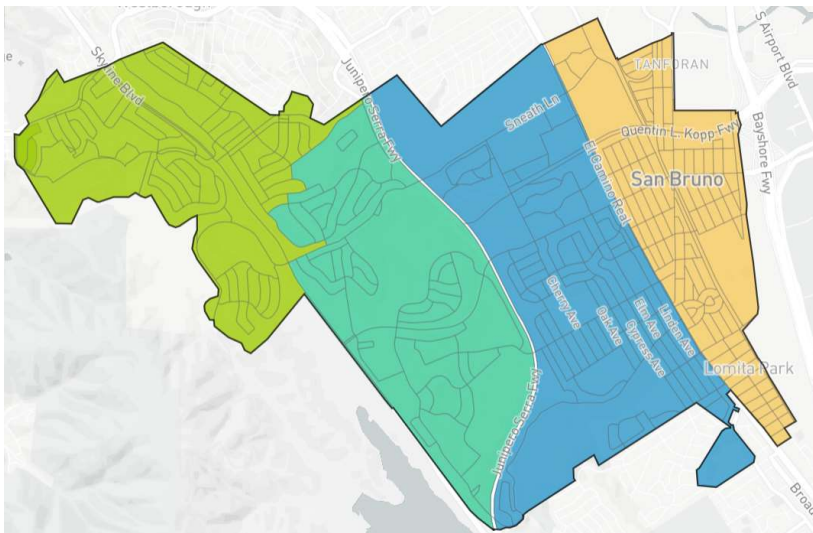 Skyline Blvd
Junipero Serra Fwy
S Airport Blvd
TANFORAN
Sneath Ln
Quentin L. Kopp Fwy
Bayshore Fwy
El Camino Real
San Bruno
Cherry Ave
Oak Ave
Elm Ave
Cypress Ave
Linden Ave
Lomita Park
Junipero Serra Fwy